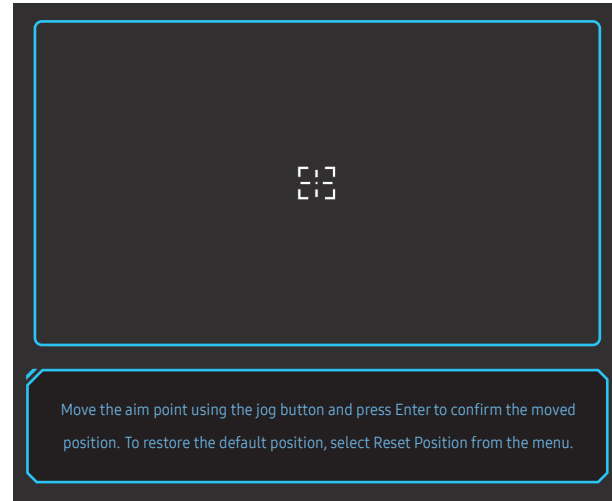 Move the aim point using the jog button and press Enter to confirm the moved
position. To restore the default position, select Reset Position from the menu.